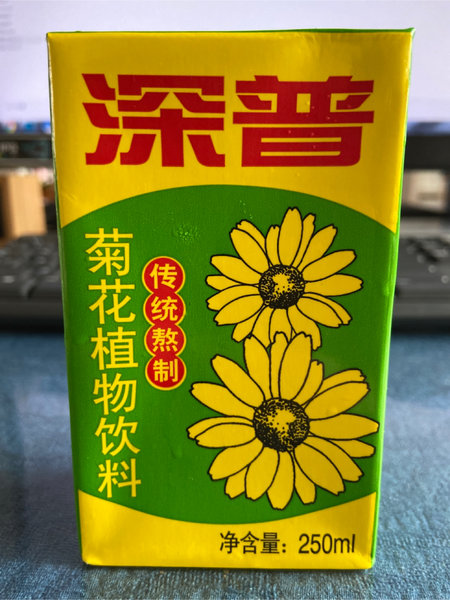 深普
菊花植物饮料
传统熬制
净含量：250ml